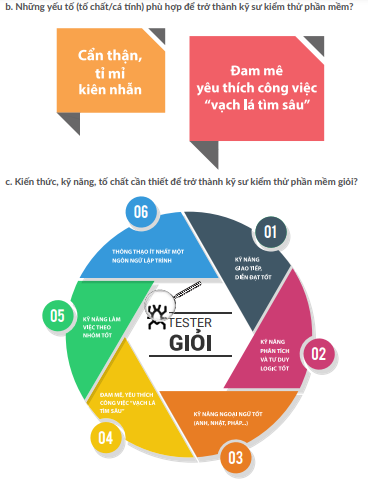 b. Những yếu tố (tố chất/cá tính) phù hợp để trở thành kỹ sư kiểm thử phần mềm?
Cẩn thận,
tỉ mỉ
kiên nhẫn
Đam mê
yêu thích công việc
“vạch lá tìm sâu”
c. Kiến thức, kỹ năng, tố chất cần thiết để trở thành kỹ sư kiểm thử phần mềm giỏi?
01
KỸ NĂNG
GIAO TIẾP,
DIỄN ĐẠT TỐT
02
KỸ NĂNG
PHÂN TÍCH
VÀ TƯ DUY
LOGIC TỐT
03
KỸ NĂNG NGOẠI NGỮ TỐT
(ANH, NHẬT, PHÁP...)
04
ĐAM MÊ, YÊU THÍCH
CÔNG VIỆC “VẠCH LÁ
TÌM SÂU”
05
KỸ NĂNG LÀM
VIỆC THEO
NHÓM TỐT
06
THÔNG THẠO ÍT NHẤT MỘT
NGÔN NGỮ LẬP TRÌNH
TESTER
GIỎI